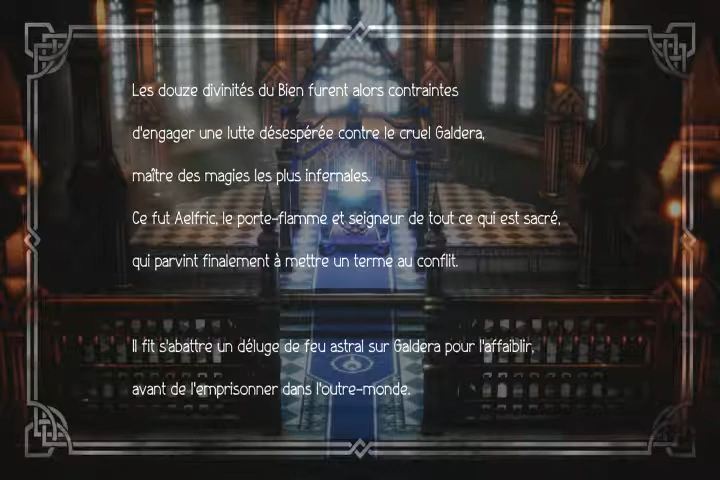 Les douze divinités du Bien furent alors contraintes
d'engager une lutte désespérée contre le cruel Galdera,
maître des magies les plus infernales.
Ce fut Aelfric, le porte-flamme et seigneur de tout ce qui est sacré,
qui parvint finalement à mettre un terme au conflit.
Il fit s'abattre un déluge de feu astral sur Galdera pour l'affaiblir,
avant de l'emprisonner dans l'outre-monde.